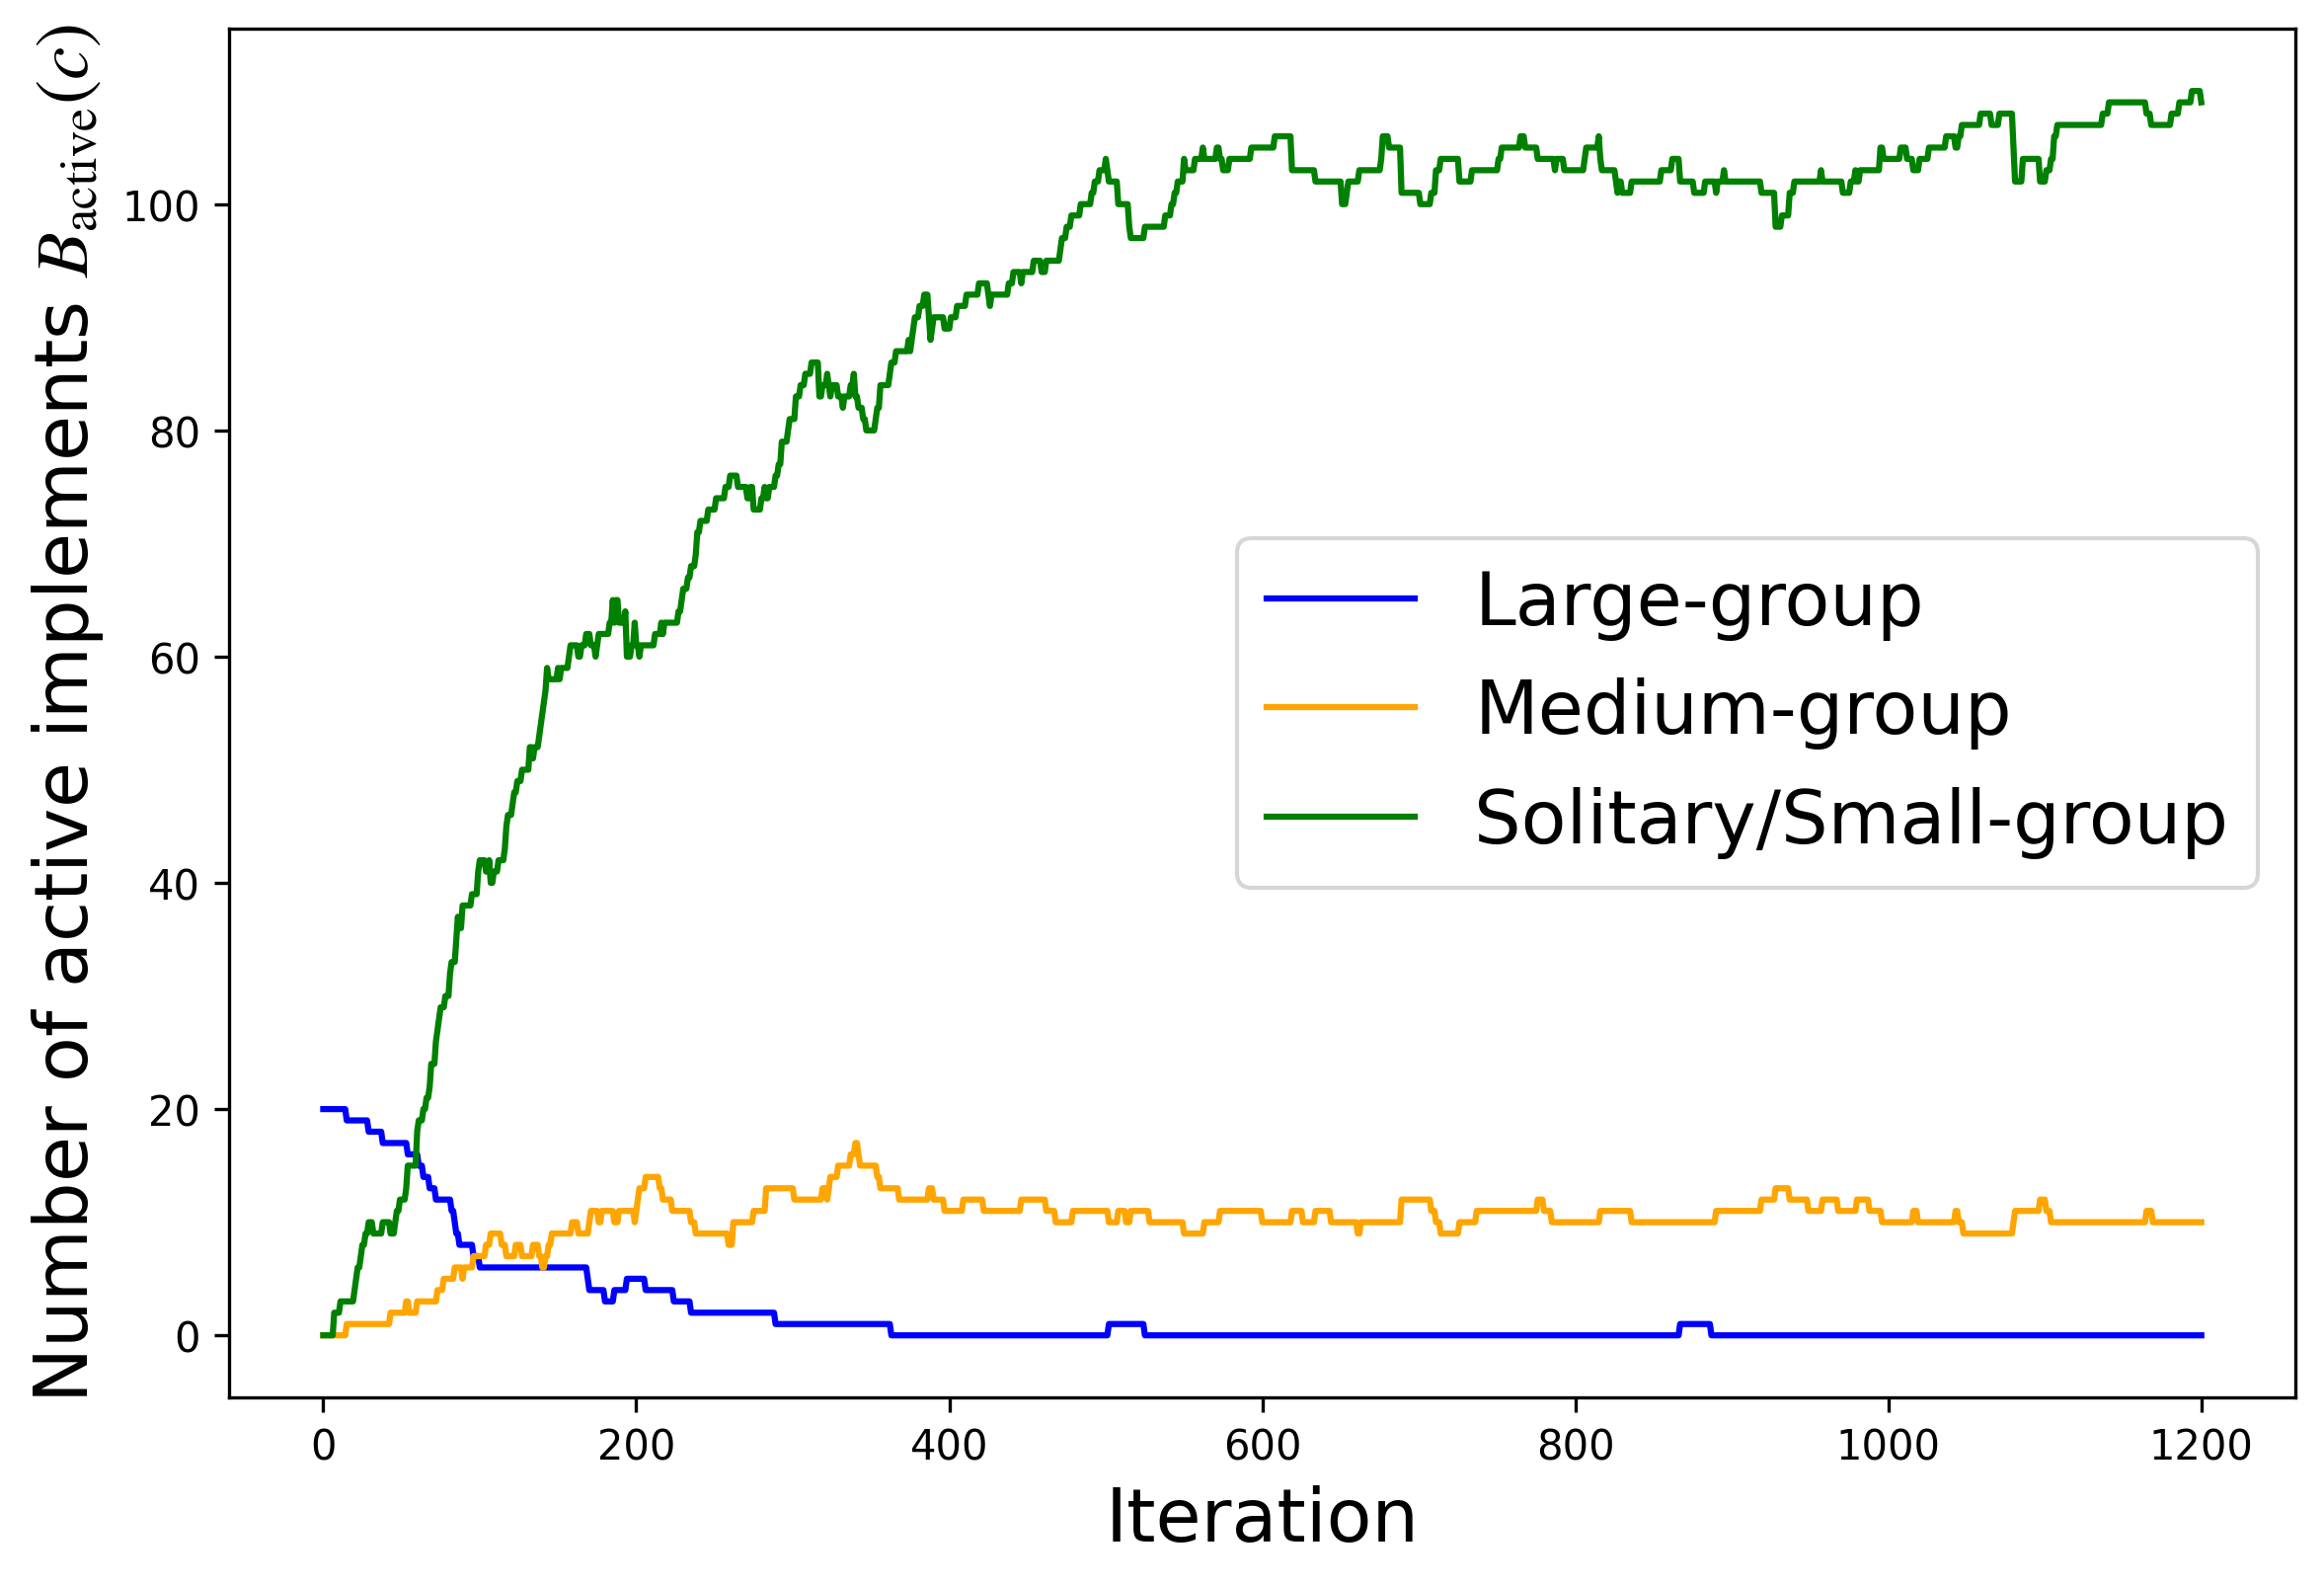 Number of active implements B_active(c)
100
80
60
40
20
0
Large-group
Medium-group
Solitary/Small-group
0 200 400 600 800 1000 1200
Iteration